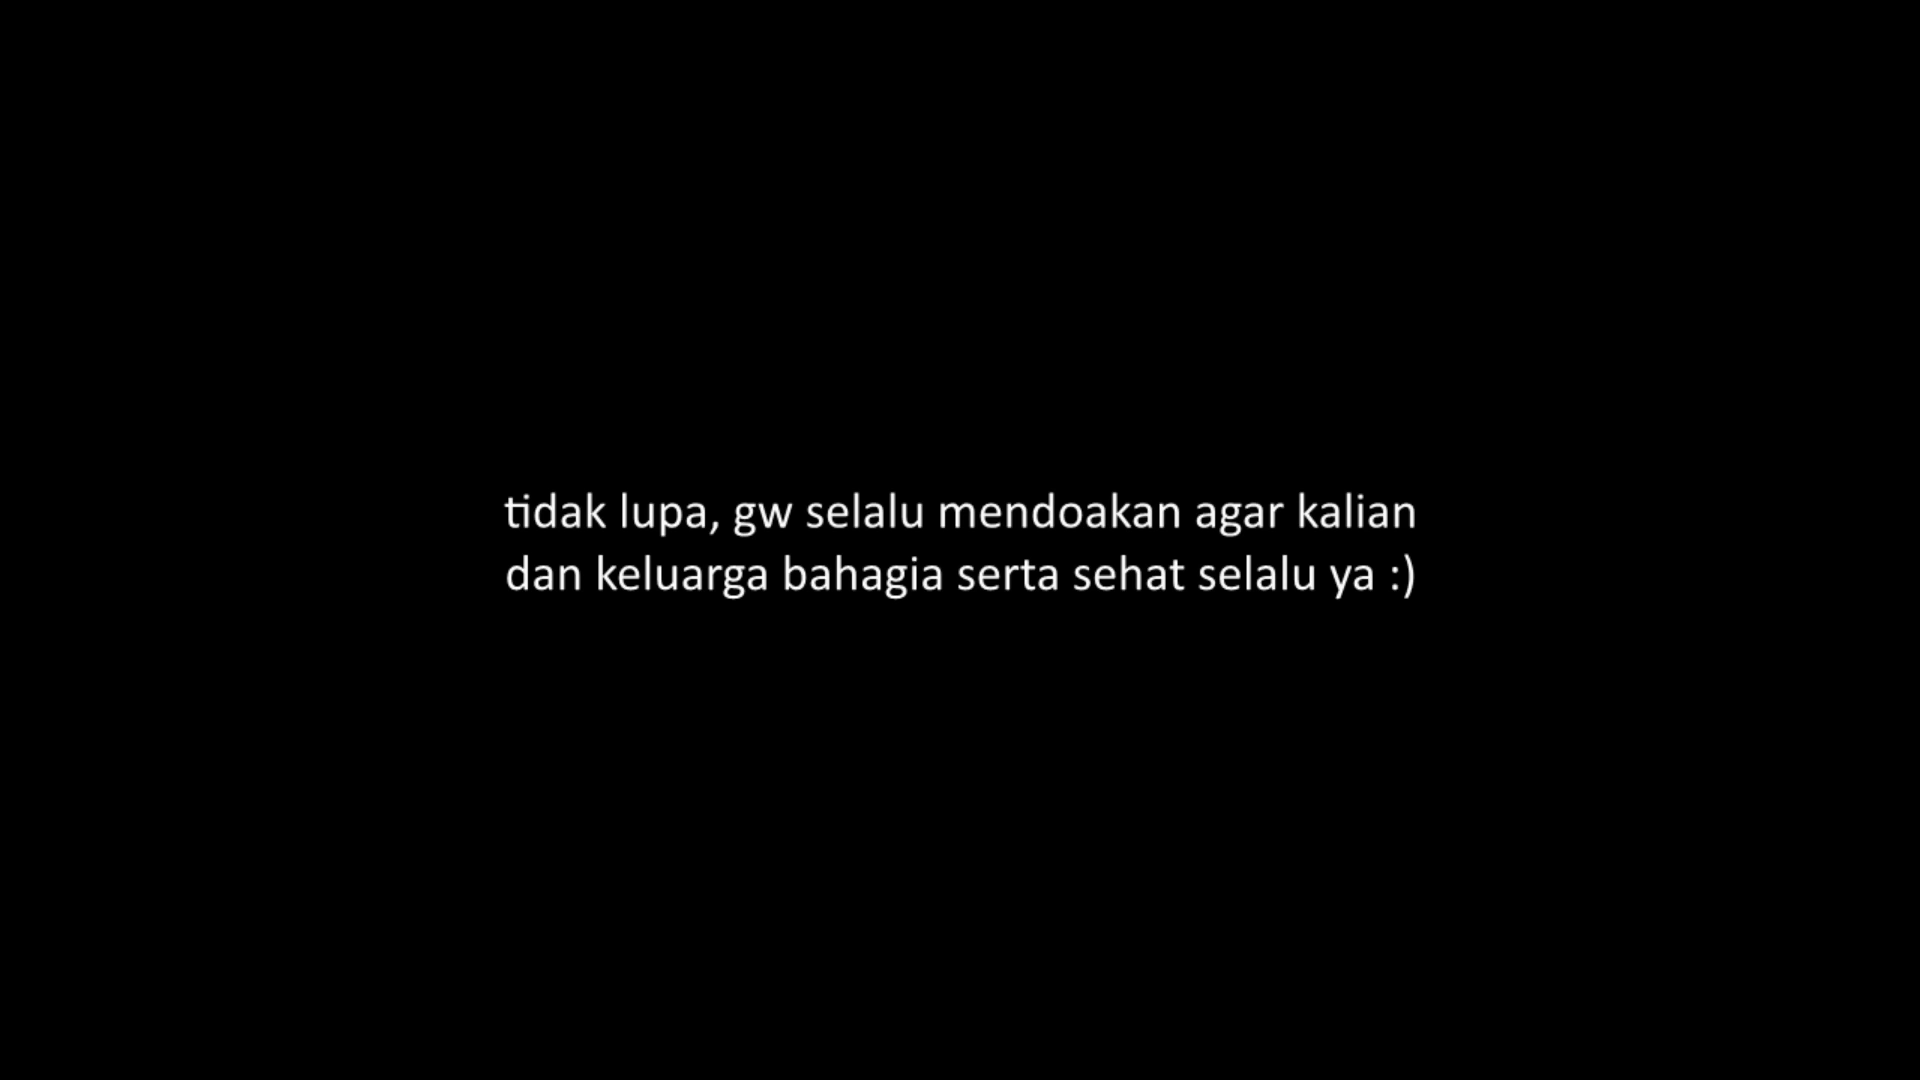 tidak lupa, gw selalu mendoakan agar kalian
dan keluarga bahagia serta sehat selalu ya :)